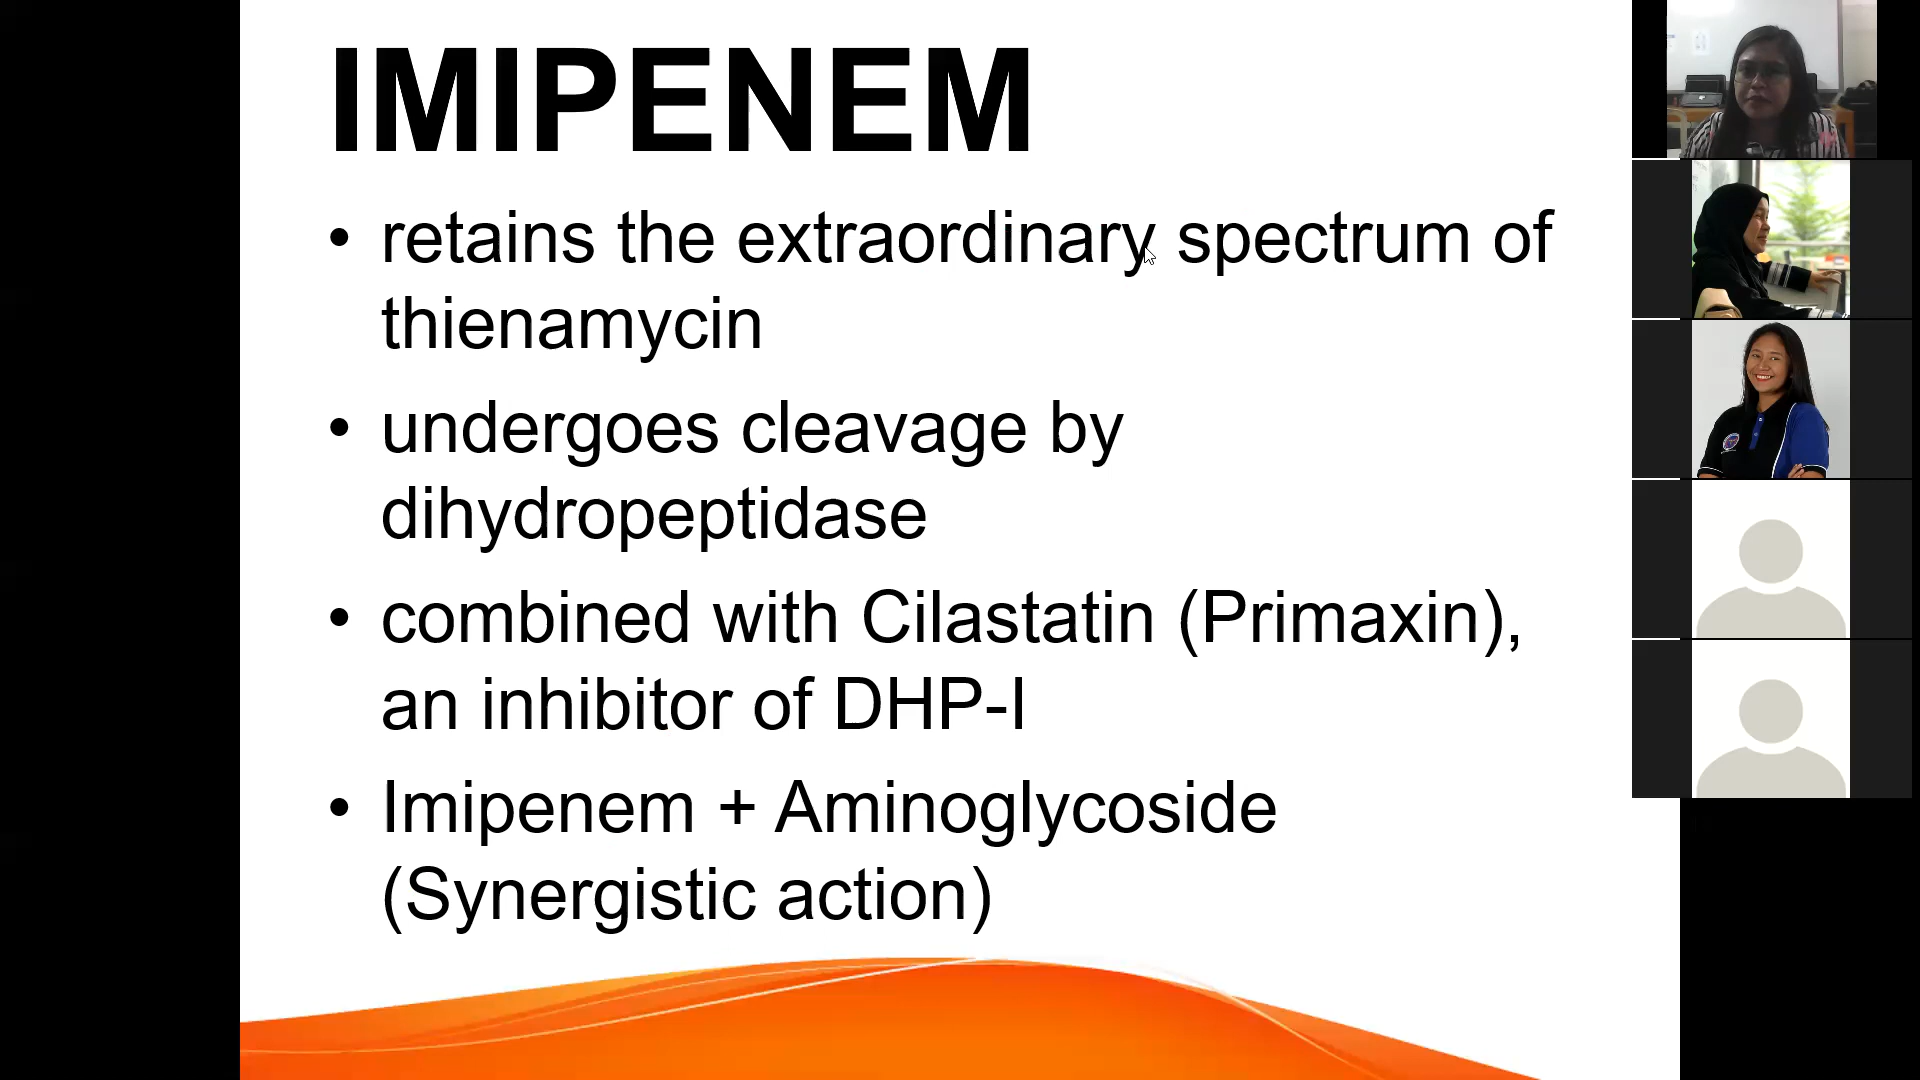 IMIPENEM
• retains the extraordinary spectrum of
thienamycin
• undergoes cleavage by
dihydropeptidase
• combined with Cilastatin (Primaxin),
an inhibitor of DHP-I
• Imipenem + Aminoglycoside
(Synergistic action)